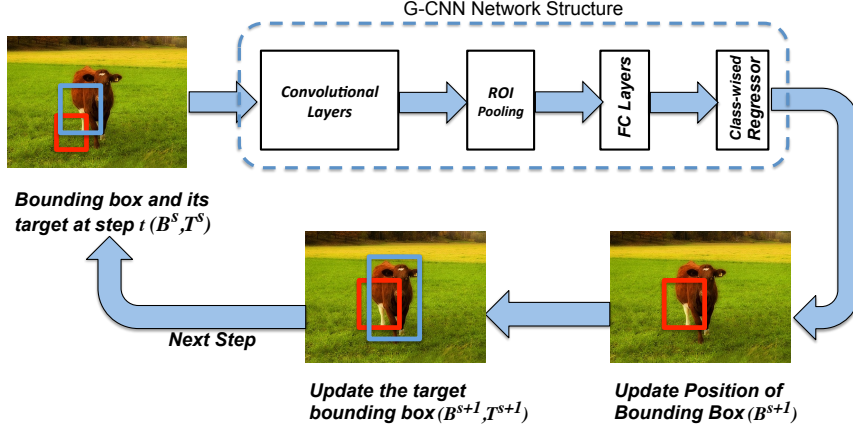 G-CNN Network Structure
Convolutional
Layers
ROI
Pooling
FC Layers
Class-wised
Regressor
Bounding box and its
target at step t (B^s,T^s)
Next Step
Update the target
bounding box (B^{s+1},T^{s+1})
Update Position of
Bounding Box (B^{s+1})